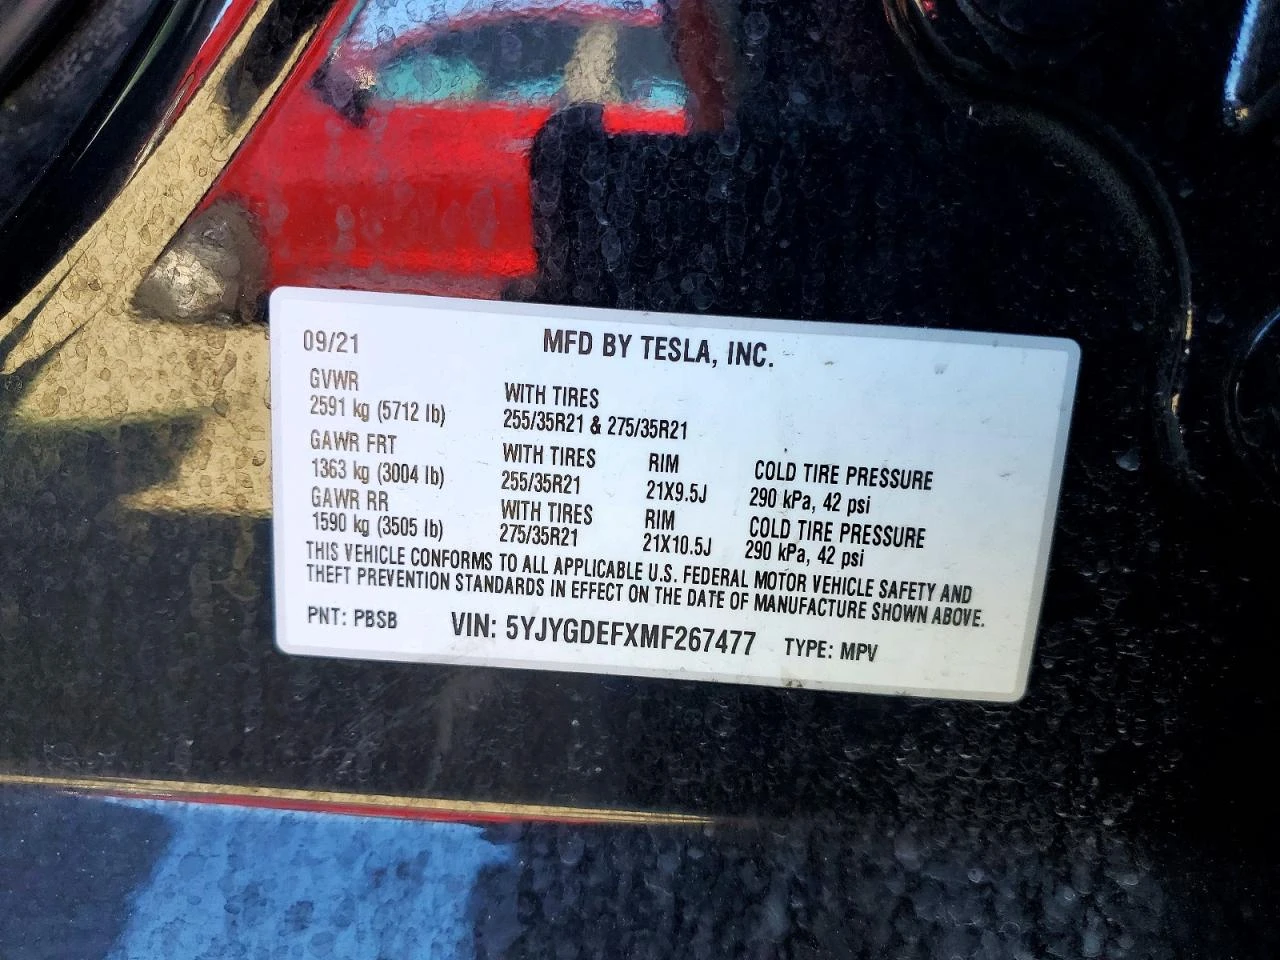 09/21 MFD BY TESLA, INC.
GVWR WITH TIRES
2591 kg (5712 lb) 255/35R21 & 275/35R21
GAWR FRT WITH TIRES RIM COLD TIRE PRESSURE
1363 kg (3004 lb) 255/35R21 21X9.5J 290 kPa, 42 psi
GAWR RR WITH TIRES RIM COLD TIRE PRESSURE
1590 kg (3505 lb) 275/35R21 21X10.5J 290 kPa, 42 psi
THIS VEHICLE CONFORMS TO ALL APPLICABLE U.S. FEDERAL MOTOR VEHICLE SAFETY AND
THEFT PREVENTION STANDARDS IN EFFECT ON THE DATE OF MANUFACTURE SHOWN ABOVE.
PNT: PBSB VIN: 5YJYGDEFXMF267477 TYPE: MPV